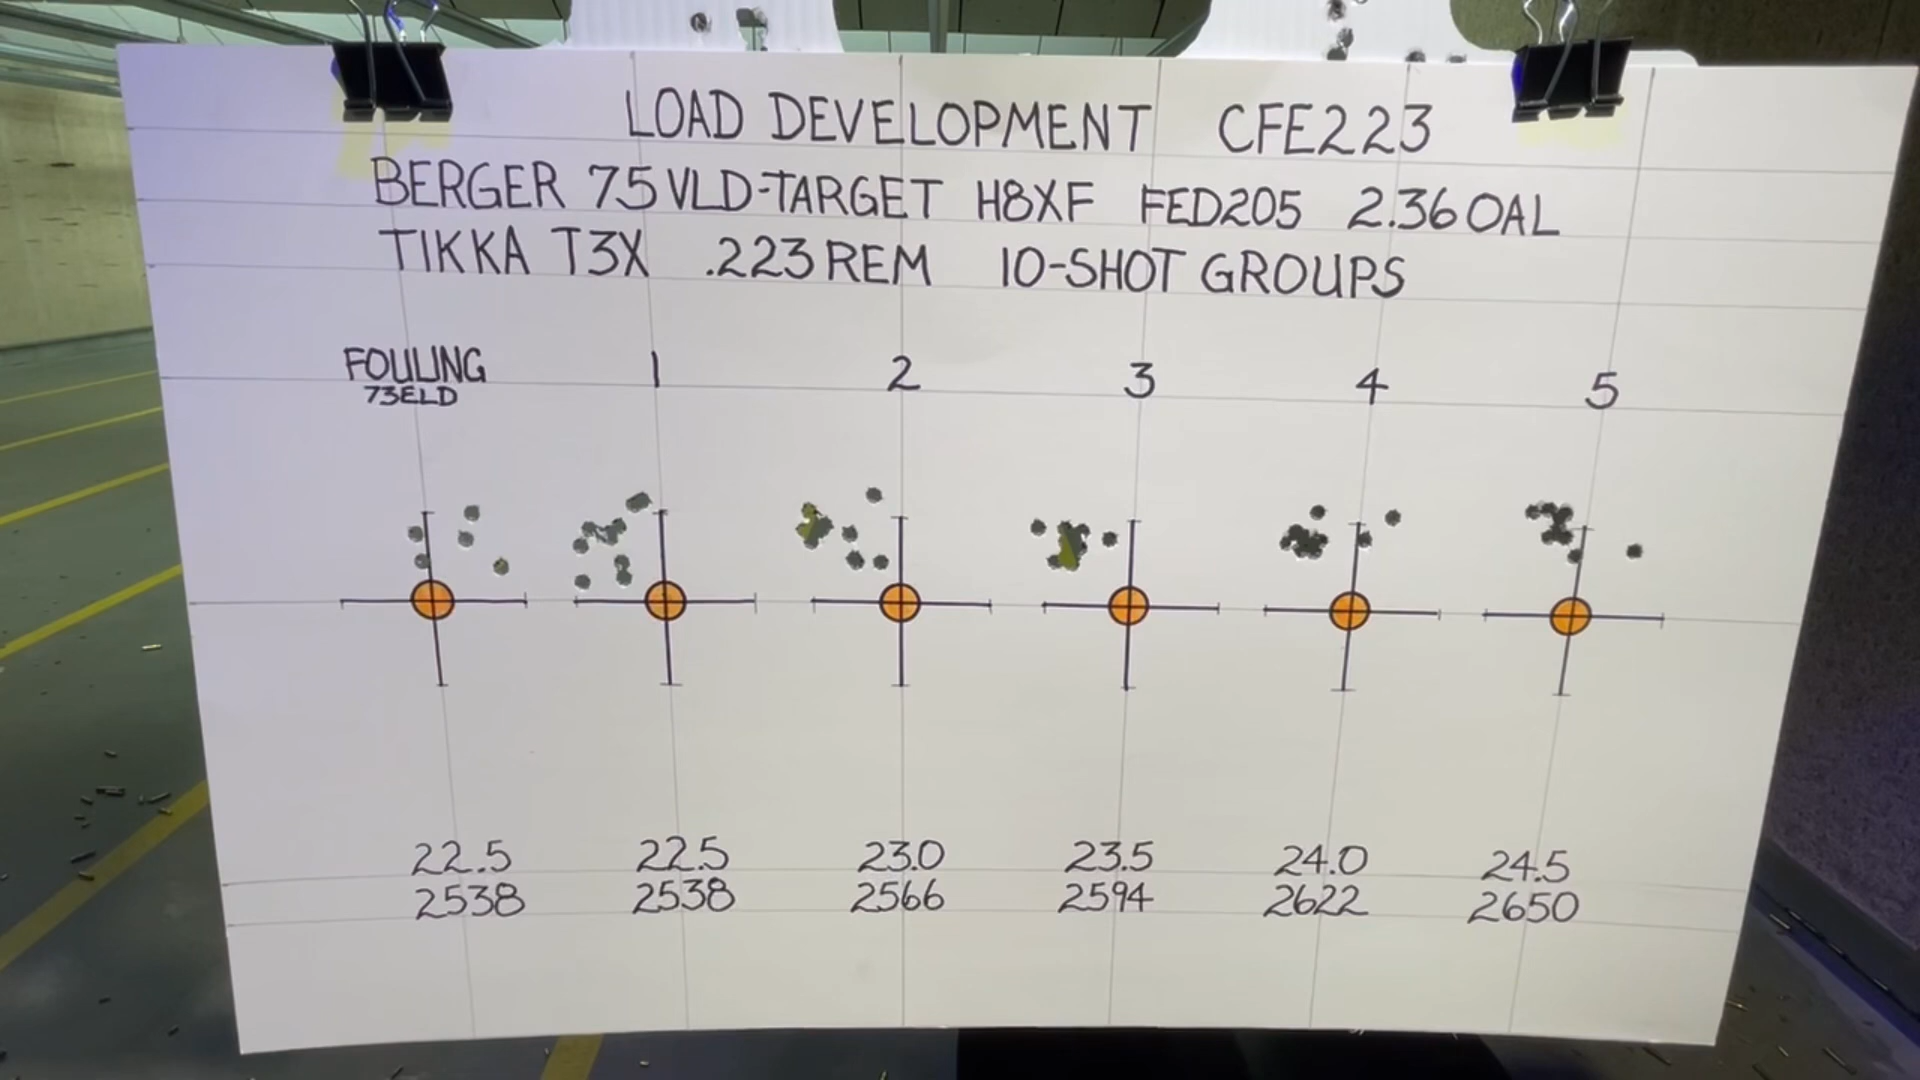 LOAD DEVELOPMENT CFE223
BERGER 75 VLD-TARGET H8XF FED205 2.36 OAL
TIKKA T3X .223 REM 10-SHOT GROUPS
FOULING 1 2 3 4 5
73ELD
22.5 22.5 23.0 23.5 24.0 24.5
2538 2538 2566 2594 2622 2650